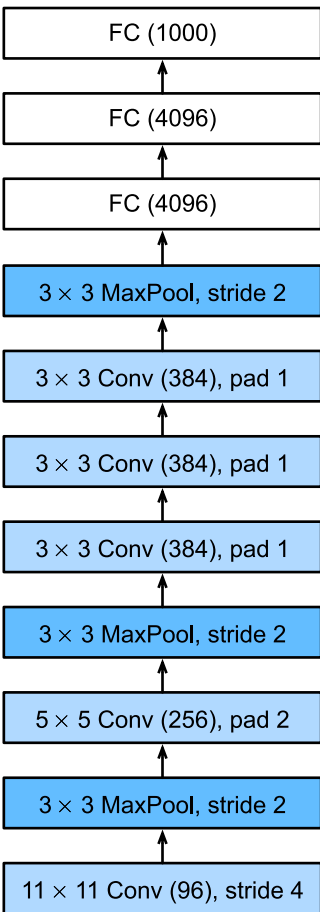 FC (1000)
FC (4096)
FC (4096)
3 × 3 MaxPool, stride 2
3 × 3 Conv (384), pad 1
3 × 3 Conv (384), pad 1
3 × 3 Conv (384), pad 1
3 × 3 MaxPool, stride 2
5 × 5 Conv (256), pad 2
3 × 3 MaxPool, stride 2
11 × 11 Conv (96), stride 4